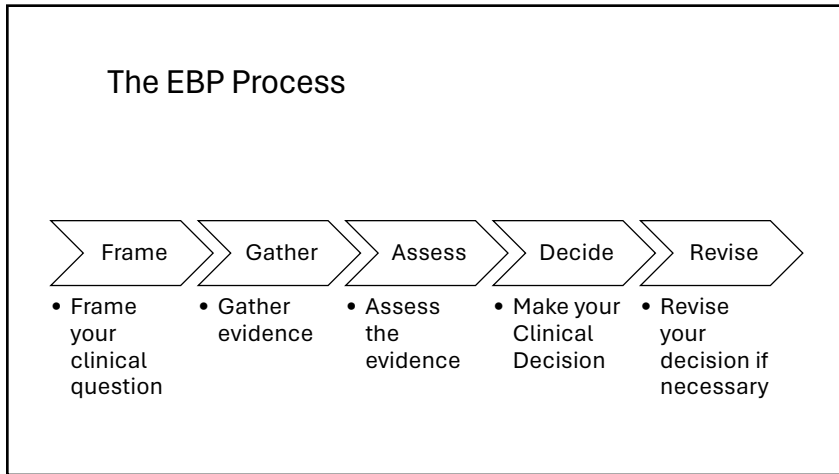 The EBP Process
Frame
Gather
Assess
Decide
Revise
• Frame
your
clinical
question
• Gather
evidence
• Assess
the
evidence
• Make your
Clinical
Decision
• Revise
your
decision if
necessary